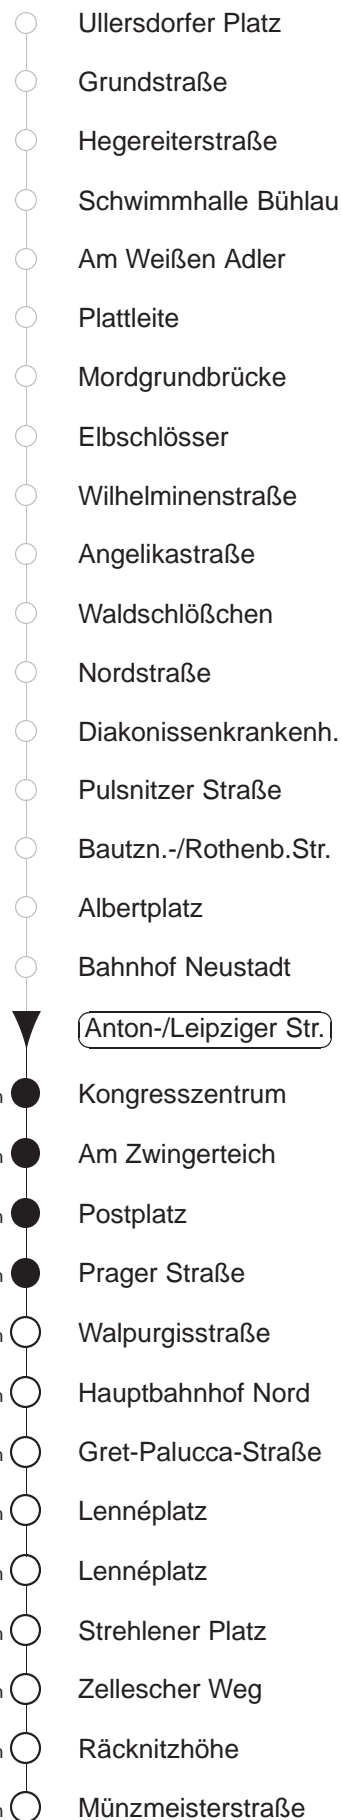 Ullersdorfer Platz
Grundstraße
Hegereiterstraße
Schwimmhalle Bühlau
Am Weißen Adler
Plattleite
Mordgrundbrücke
Elbschlösser
Wilhelminenstraße
Angelikastraße
Waldschlößchen
Nordstraße
Diakonissenkrankenh.
Pulsnitzer Straße
Bautzn.-/Rothenb.Str.
Albertplatz
Bahnhof Neustadt
Anton-/Leipziger Str.
Kongresszentrum
Am Zwingerteich
Postplatz
Prager Straße
Walpurgisstraße
Hauptbahnhof Nord
Gret-Palucca-Straße
Lennéplatz
Lennéplatz
Strehlener Platz
Zellescher Weg
Räcknitzhöhe
Münzmeisterstraße